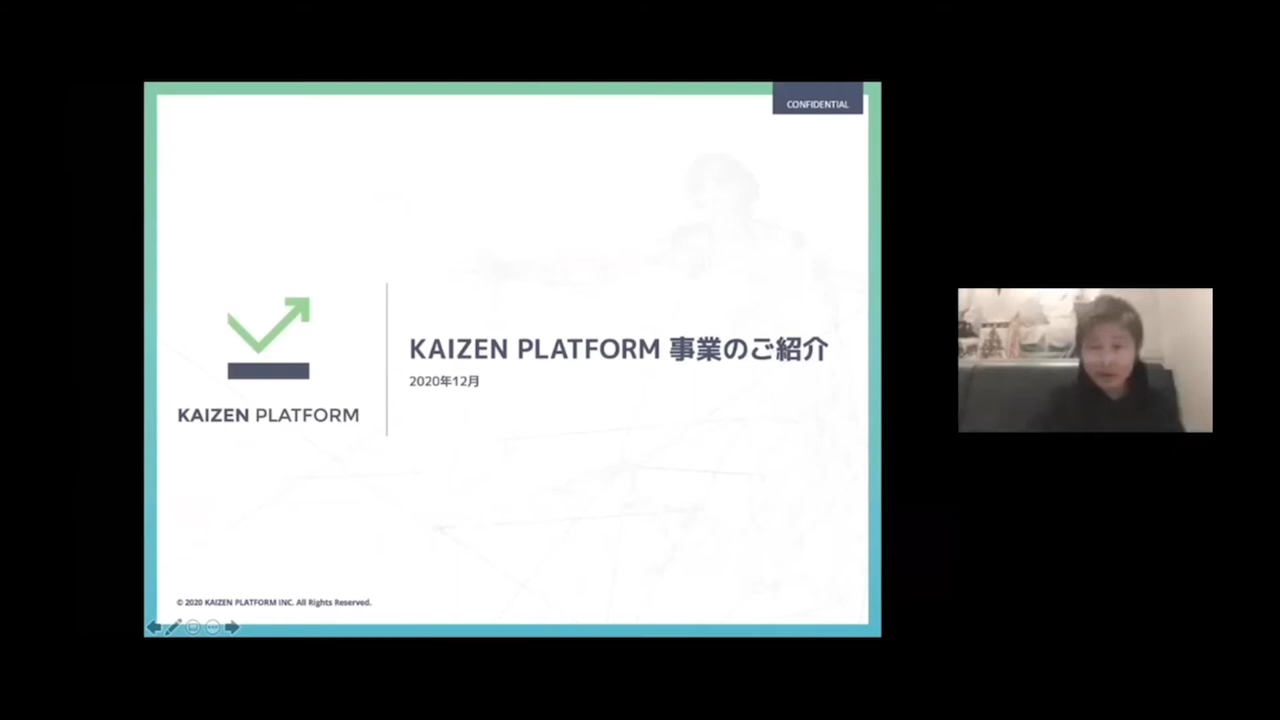 CONFIDENTIAL
KAIZEN PLATFORM 事業のご紹介
2020年12月
KAIZEN PLATFORM
© 2020 KAIZEN PLATFORM INC. All Rights Reserved.